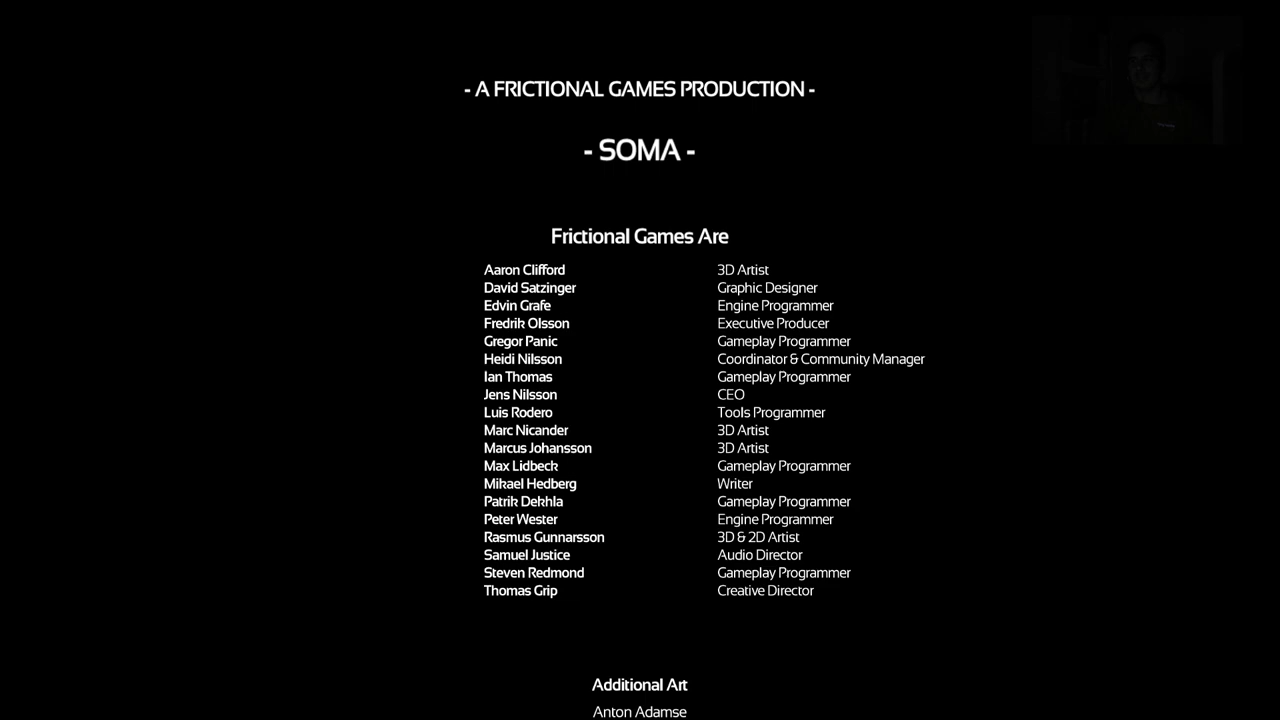 - A FRICTIONAL GAMES PRODUCTION -
- SOMA -
Frictional Games Are
Aaron Clifford 3D Artist
David Satzinger Graphic Designer
Edvin Grafe Engine Programmer
Fredrik Olsson Executive Producer
Gregor Panic Gameplay Programmer
Heidi Nilsson Coordinator & Community Manager
Ian Thomas Gameplay Programmer
Jens Nilsson CEO
Luis Rodero Tools Programmer
Marc Nicander 3D Artist
Marcus Johansson 3D Artist
Max Lidbeck Gameplay Programmer
Mikael Hedberg Writer
Patrik Dekhla Gameplay Programmer
Peter Wester Engine Programmer
Rasmus Gunnarsson 3D & 2D Artist
Samuel Justice Audio Director
Steven Redmond Gameplay Programmer
Thomas Grip Creative Director
Additional Art
Anton Adamse